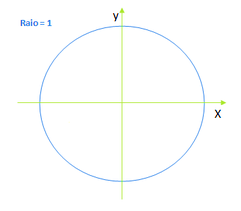 Raio = 1
y
X